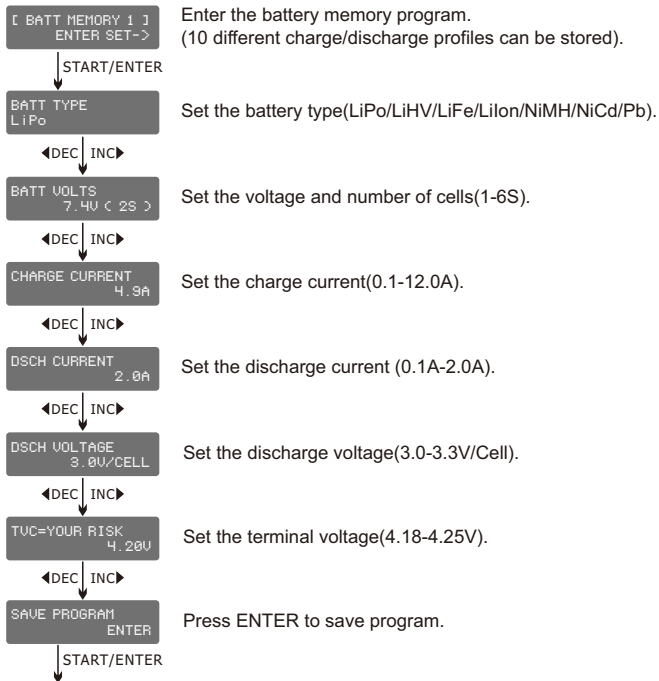 [ BATT MEMORY 1 ]
ENTER SET->
Enter the battery memory program.
(10 different charge/discharge profiles can be stored).
START/ENTER
BATT TYPE
LiPo
Set the battery type(LiPo/LiHV/LiFe/LiIon/NiMH/NiCd/Pb).
◀DEC INC▶
BATT VOLTS
7.4V ( 2S )
Set the voltage and number of cells(1-6S).
◀DEC INC▶
CHARGE CURRENT
4.9A
Set the charge current(0.1-12.0A).
◀DEC INC▶
DSCH CURRENT
2.0A
Set the discharge current (0.1A-2.0A).
◀DEC INC▶
DSCH VOLTAGE
3.0V/CELL
Set the discharge voltage(3.0-3.3V/Cell).
◀DEC INC▶
TVC=YOUR RISK
4.20V
Set the terminal voltage(4.18-4.25V).
◀DEC INC▶
SAVE PROGRAM
ENTER
Press ENTER to save program.
START/ENTER